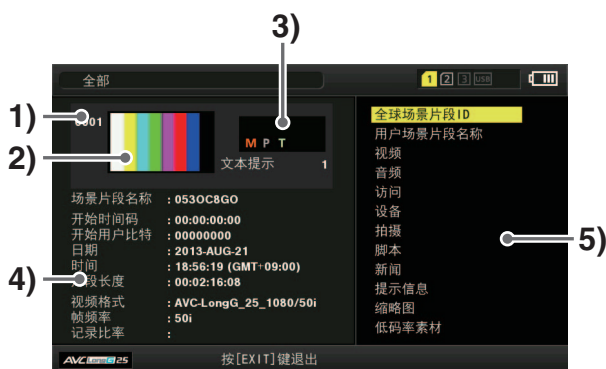 3)
全部
1 2 3 USB
1)
0001
2)
M P T
文本提示 1
4)
场景片段名称 : 053OC8GO
开始时间码 : 00:00:00:00
开始用户比特 : 00000000
日期 : 2013-AUG-21
时间 : 18:56:19 (GMT+09:00)
段长度 : 00:02:16:08
视频格式 : AVC-LongG_25_1080/50i
帧频率 : 50i
记录比率 :
全球场景片段ID
用户场景片段名称
视频
音频
访问
设备
拍摄
脚本
新闻
提示信息
缩略图
低码率素材
5)
AVC LongG 25
按[EXIT]键退出